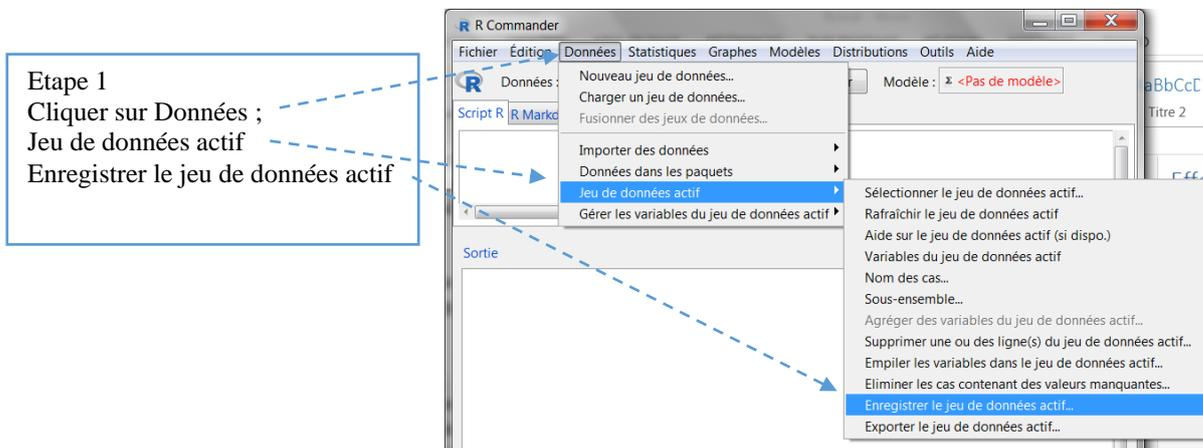 Etape 1
Cliquer sur Données ;
Jeu de données actif
Enregistrer le jeu de données actif
R Commander
Fichier Édition Données Statistiques Graphes Modèles Distributions Outils Aide
Données : Modèle : Σ <Pas de modèle>
Script R R Markd
Nouveau jeu de données...
Charger un jeu de données...
Fusionner des jeux de données...
Importer des données
Données dans les paquets
Jeu de données actif
Gérer les variables du jeu de données actif
Sortie
Sélectionner le jeu de données actif...
Rafraîchir le jeu de données actif
Aide sur le jeu de données actif (si dispo.)
Variables du jeu de données actif
Nom des cas...
Sous-ensemble...
Agréger des variables du jeu de données actif...
Supprimer une ou des ligne(s) du jeu de données actif...
Empiler les variables dans le jeu de données actif...
Eliminer les cas contenant des valeurs manquantes...
Enregistrer le jeu de données actif...
Exporter le jeu de données actif...
aBbCcD
Titre 2